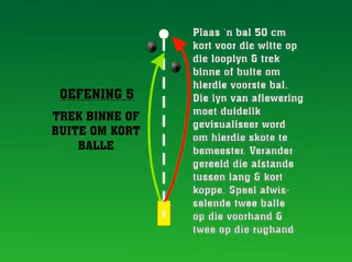 OEFENING 5
TREK BINNE OF
BUITE OM KORT
BALLE
Plaas 'n bal 50 cm
kort voor die witte op
die looplyn & trek
binne of buite om
hierdie voorste bal.
Die lyn van aflewering
moet duidelik
gevisualiseer word
om hierdie skote te
bemeester. Verander
gereeld die afstande
tussen lang & kort
koppe. Speel afwis-
selende twee balle
op die voorhand &
twee op die rughand